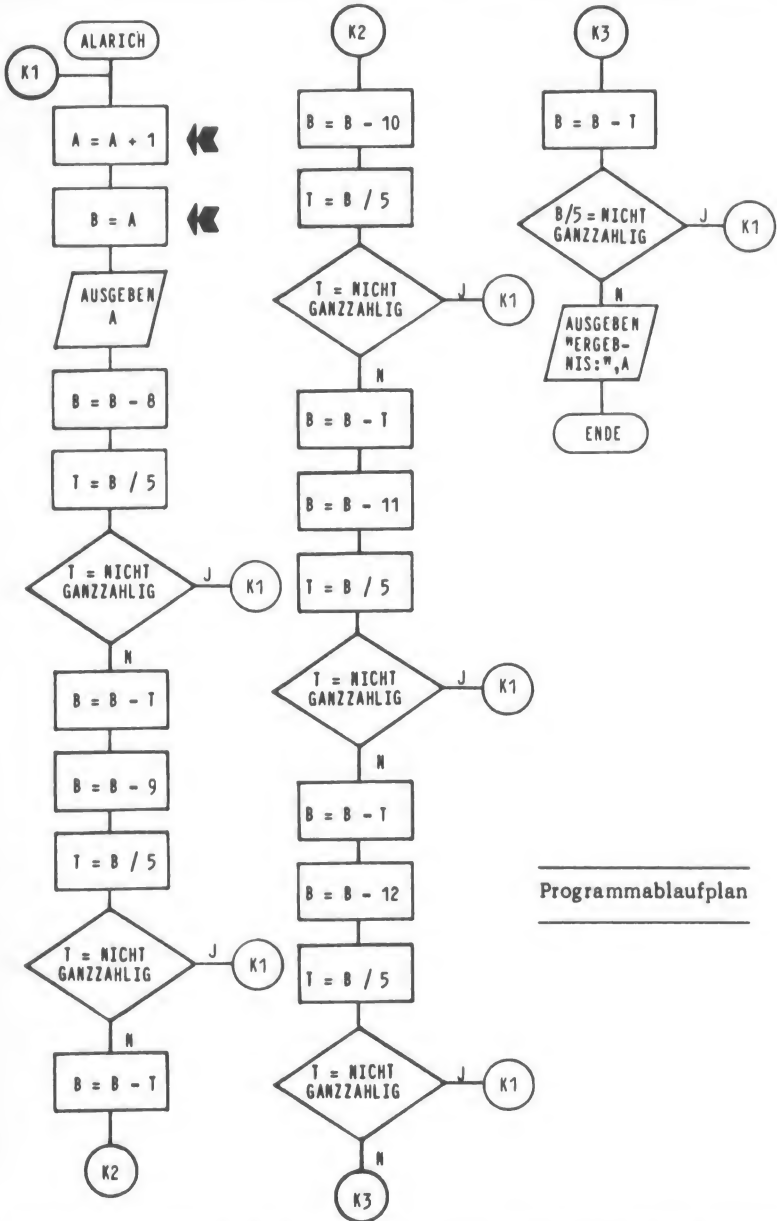 ALARICH
K1
A = A + 1
B = A
AUSGEBEN
A
B = B - 8
T = B / 5
T = NICHT
GANZZAHLIG
J
K1
N
B = B - T
B = B - 9
T = B / 5
T = NICHT
GANZZAHLIG
J
K1
N
B = B - T
K2
K2
B = B - 10
T = B / 5
T = NICHT
GANZZAHLIG
J
K1
N
B = B - T
B = B - 11
T = B / 5
T = NICHT
GANZZAHLIG
J
K1
N
B = B - T
B = B - 12
T = B / 5
T = NICHT
GANZZAHLIG
J
K1
N
K3
K3
B = B - T
B/5 = NICHT
GANZZAHLIG
J
K1
N
AUSGEBEN
"ERGEB-
NIS:",A
ENDE
Programmablaufplan